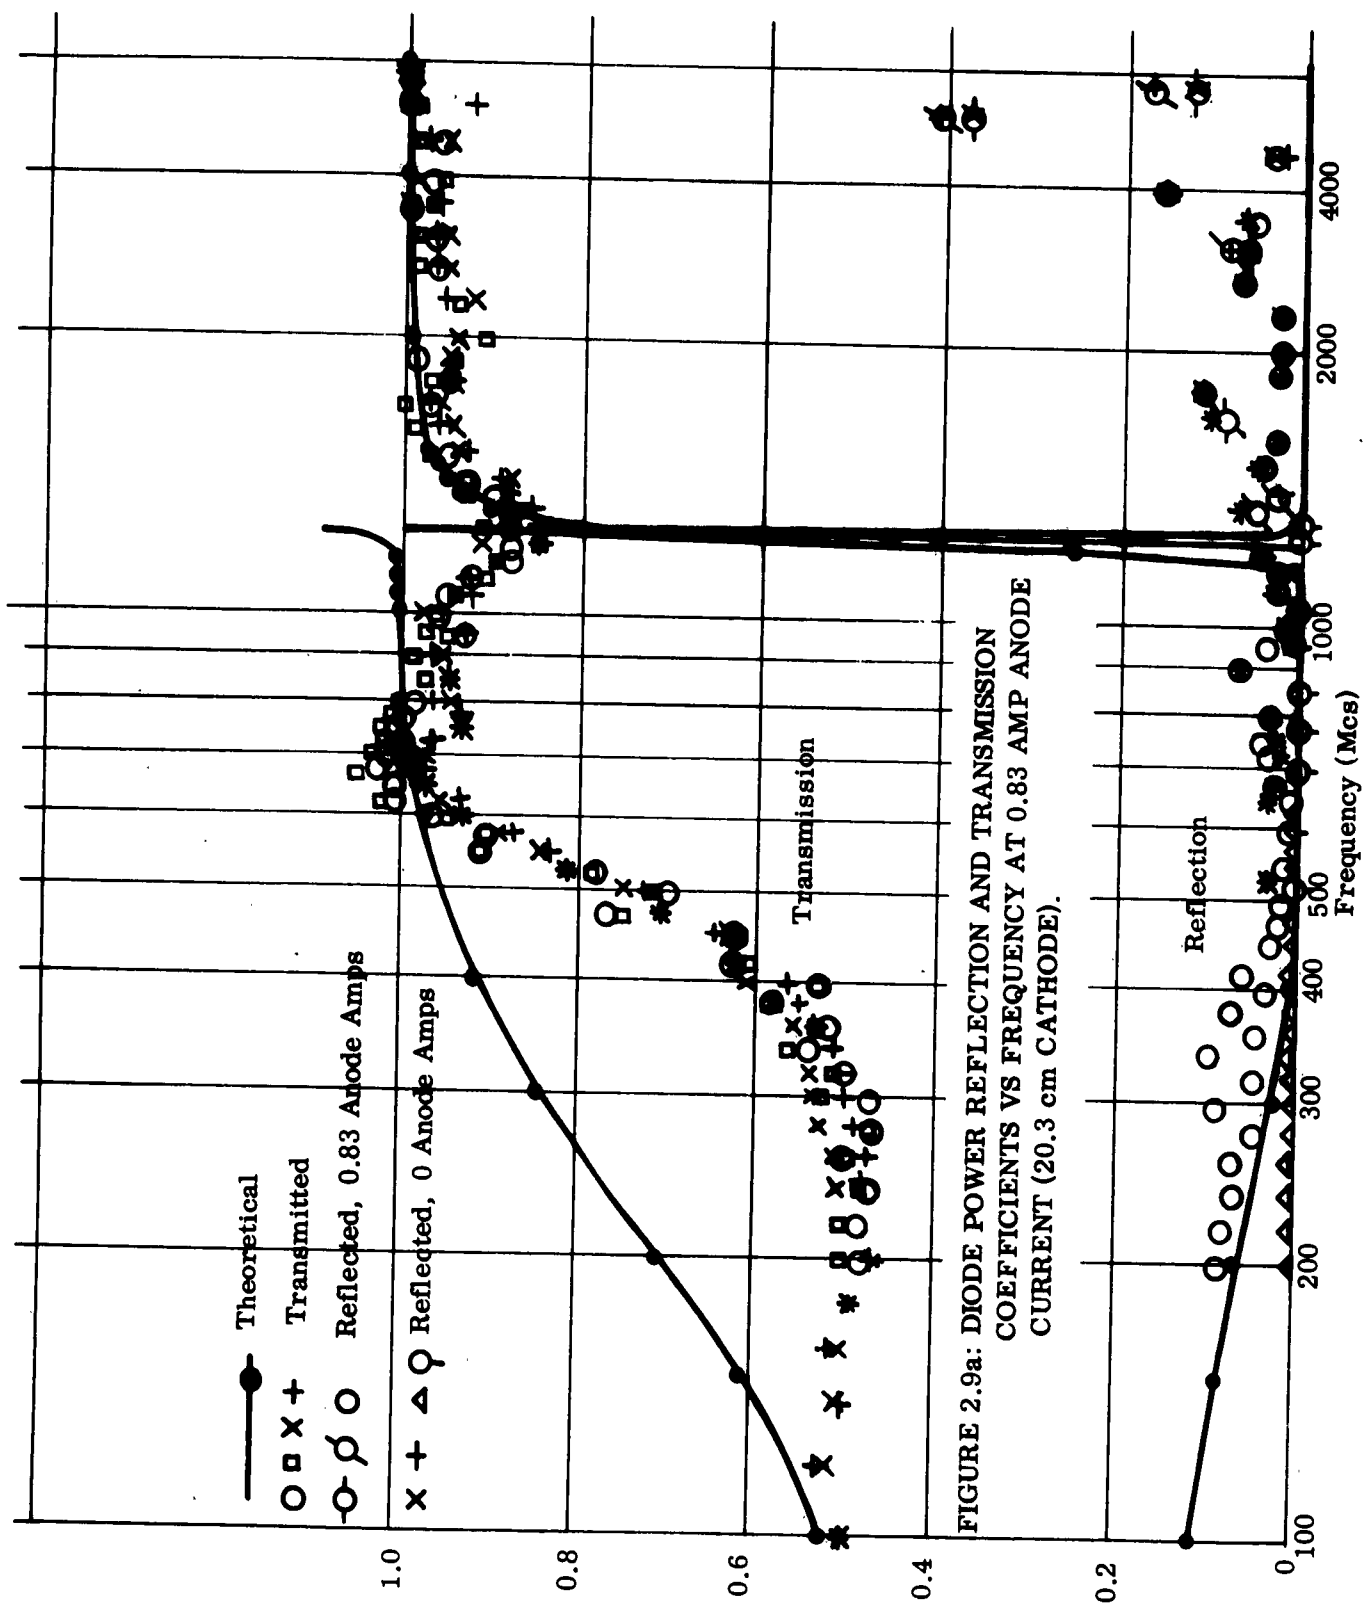 Theoretical
Transmitted
Reflected, 0.83 Anode Amps
Reflected, 0 Anode Amps
1.0
0.8
0.6
0.4
0.2
0
Transmission
Reflection
100
200
300
400
500
1000
2000
4000
Frequency (Mcs)
FIGURE 2.9a: DIODE POWER REFLECTION AND TRANSMISSION
COEFICIENTS VS FREQUENCY AT 0.83 AMP ANODE
CURRENT (20.3 cm CATHODE).